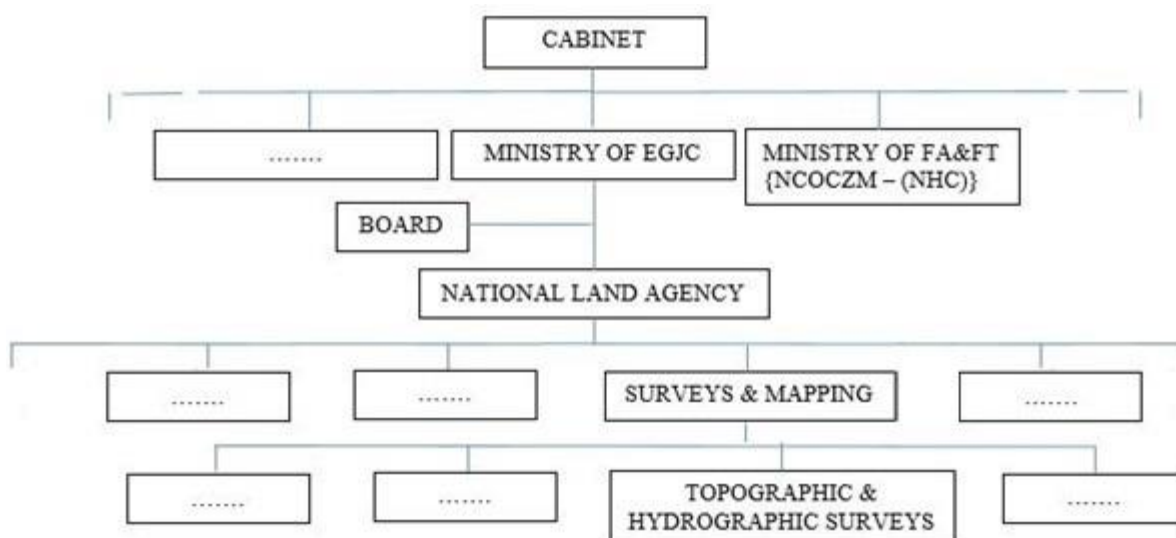 CABINET
.......
MINISTRY OF EGJC
MINISTRY OF FA&FT
{NCOCZM – (NHC)}
BOARD
NATIONAL LAND AGENCY
.......
.......
SURVEYS & MAPPING
.......
.......
.......
TOPOGRAPHIC &
HYDROGRAPHIC SURVEYS
.......